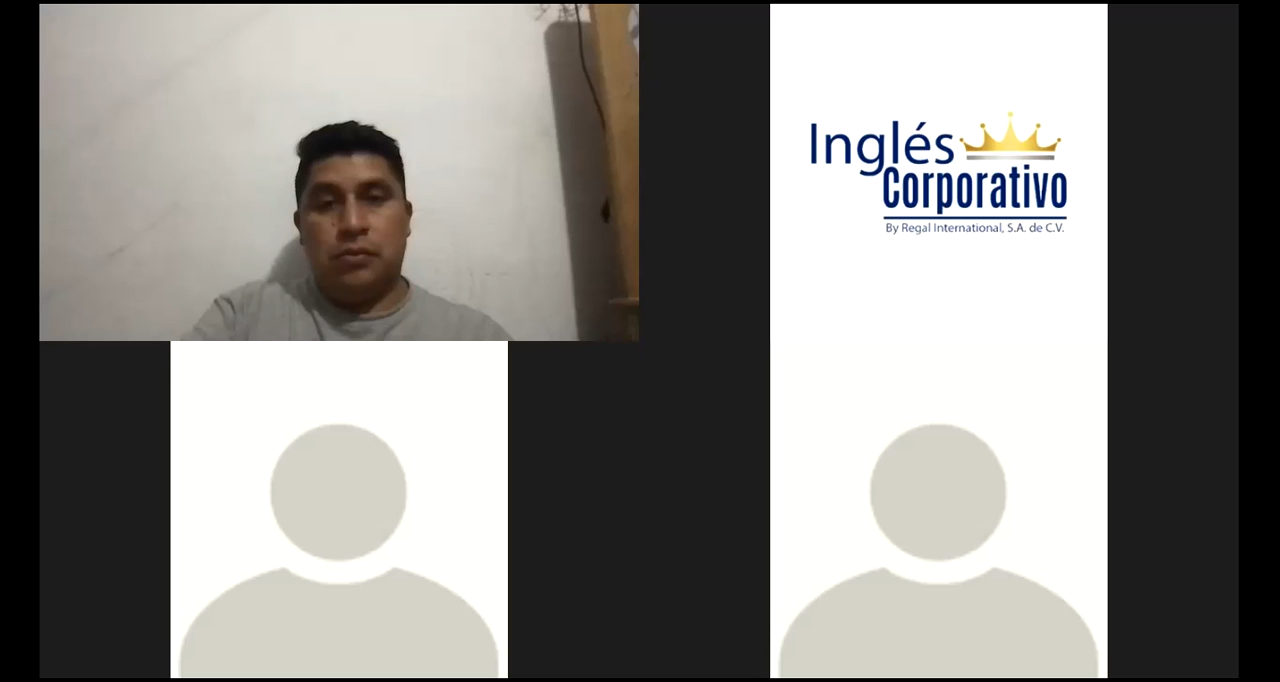 Inglés
Corporativo
By Regal International, S.A. de C.V.